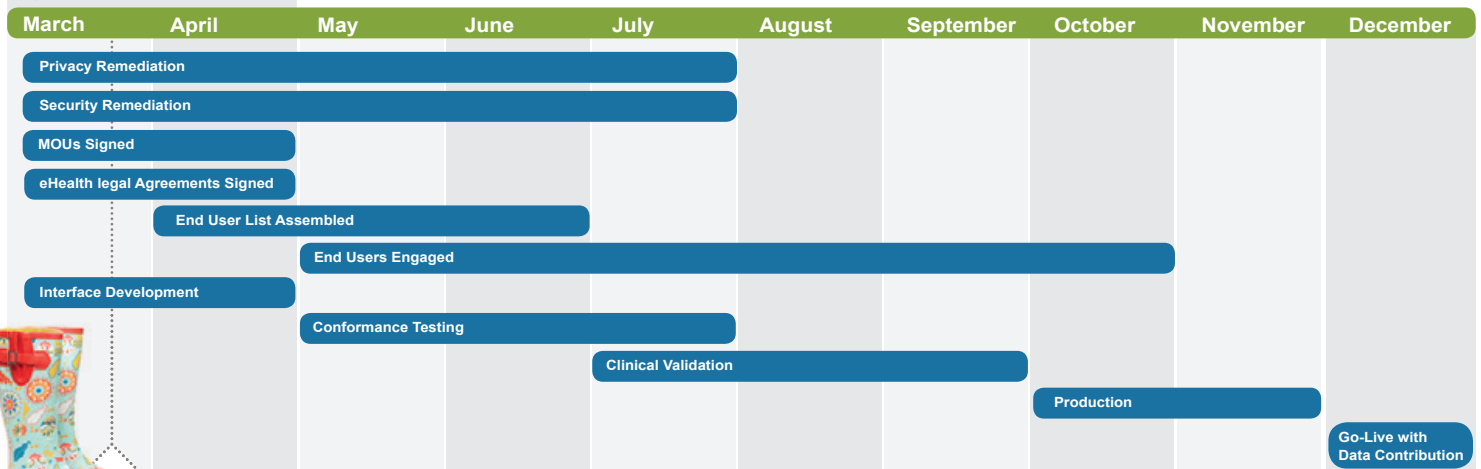 March April May June July August September October November December
Privacy Remediation
Security Remediation
MOUs Signed
eHealth legal Agreements Signed
End User List Assembled
End Users Engaged
Interface Development
Conformance Testing
Clinical Validation
Production
Go-Live with
Data Contribution